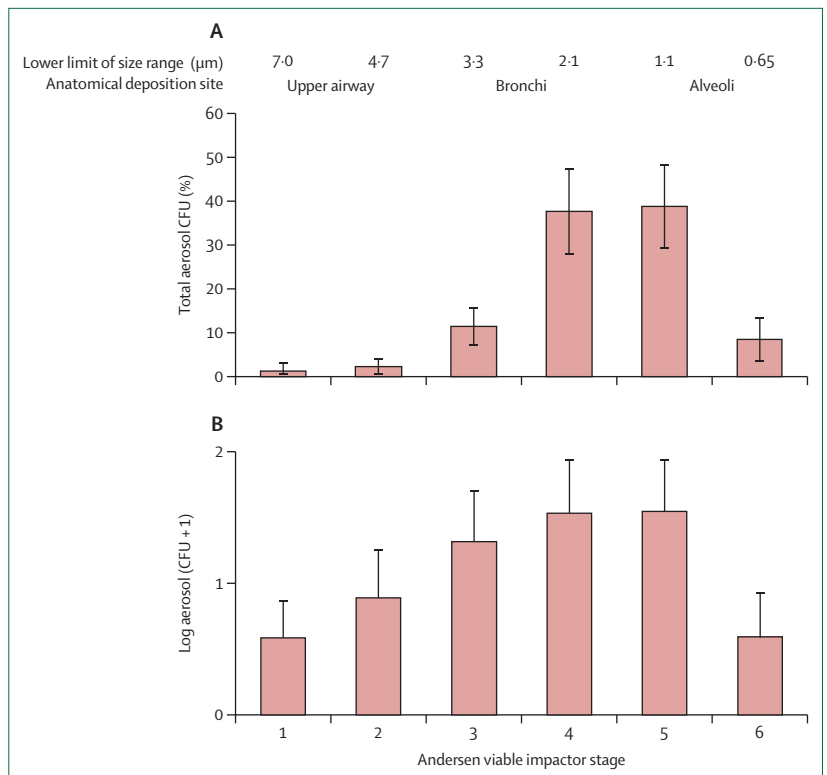 A
Lower limit of size range (µm) 7·0 4·7 3·3 2·1 1·1 0·65
Anatomical deposition site Upper airway Bronchi Alveoli
60
50
40
30
20
10
0
Total aerosol CFU (%)
B
2
1
0
Log aerosol (CFU + 1)
1 2 3 4 5 6
Andersen viable impactor stage